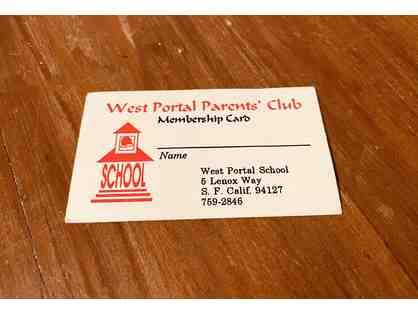 West Portal Parents' Club
Membership Card
Name
SCHOOL
West Portal School
5 Lenox Way
S. F. Calif. 94127
759-2846